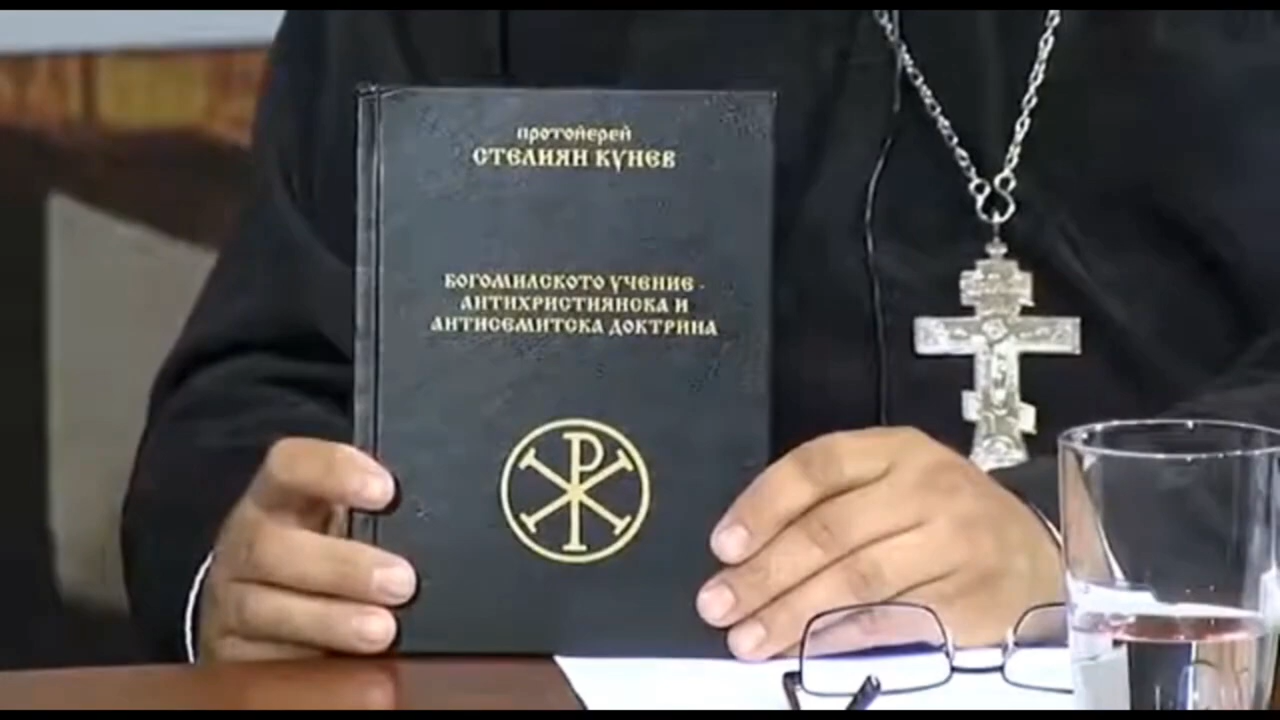 протойерей
СТЕЛИЯН КУНЕВ
БОГОМИЛСКОТО УЧЕНИЕ -
АНТИХРИСТИЯНСКА И
АНТИСЕМИТСКА ДОКТРИНА